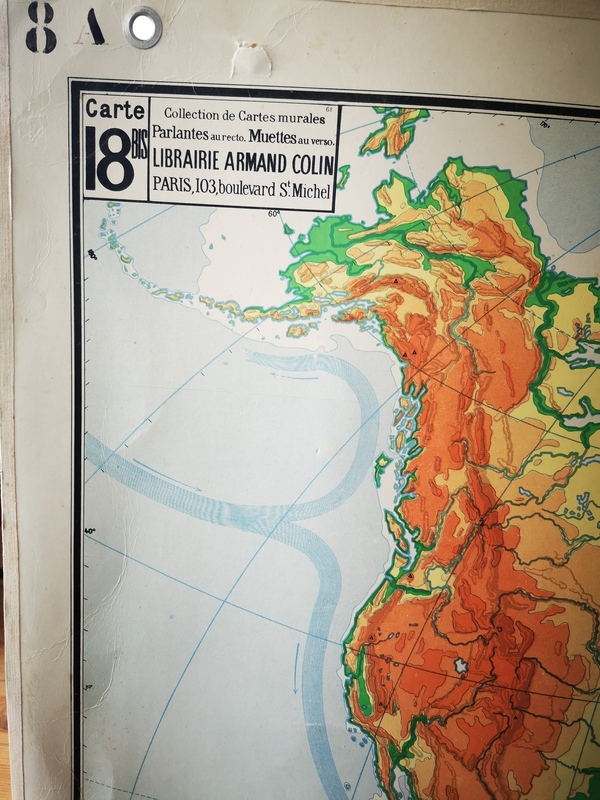 8 A
Carte
18 BIS
61
Collection de Cartes murales
Parlantes au recto. Muettes au verso.
LIBRAIRIE ARMAND COLIN
PARIS, 103, boulevard St Michel
60°
40°